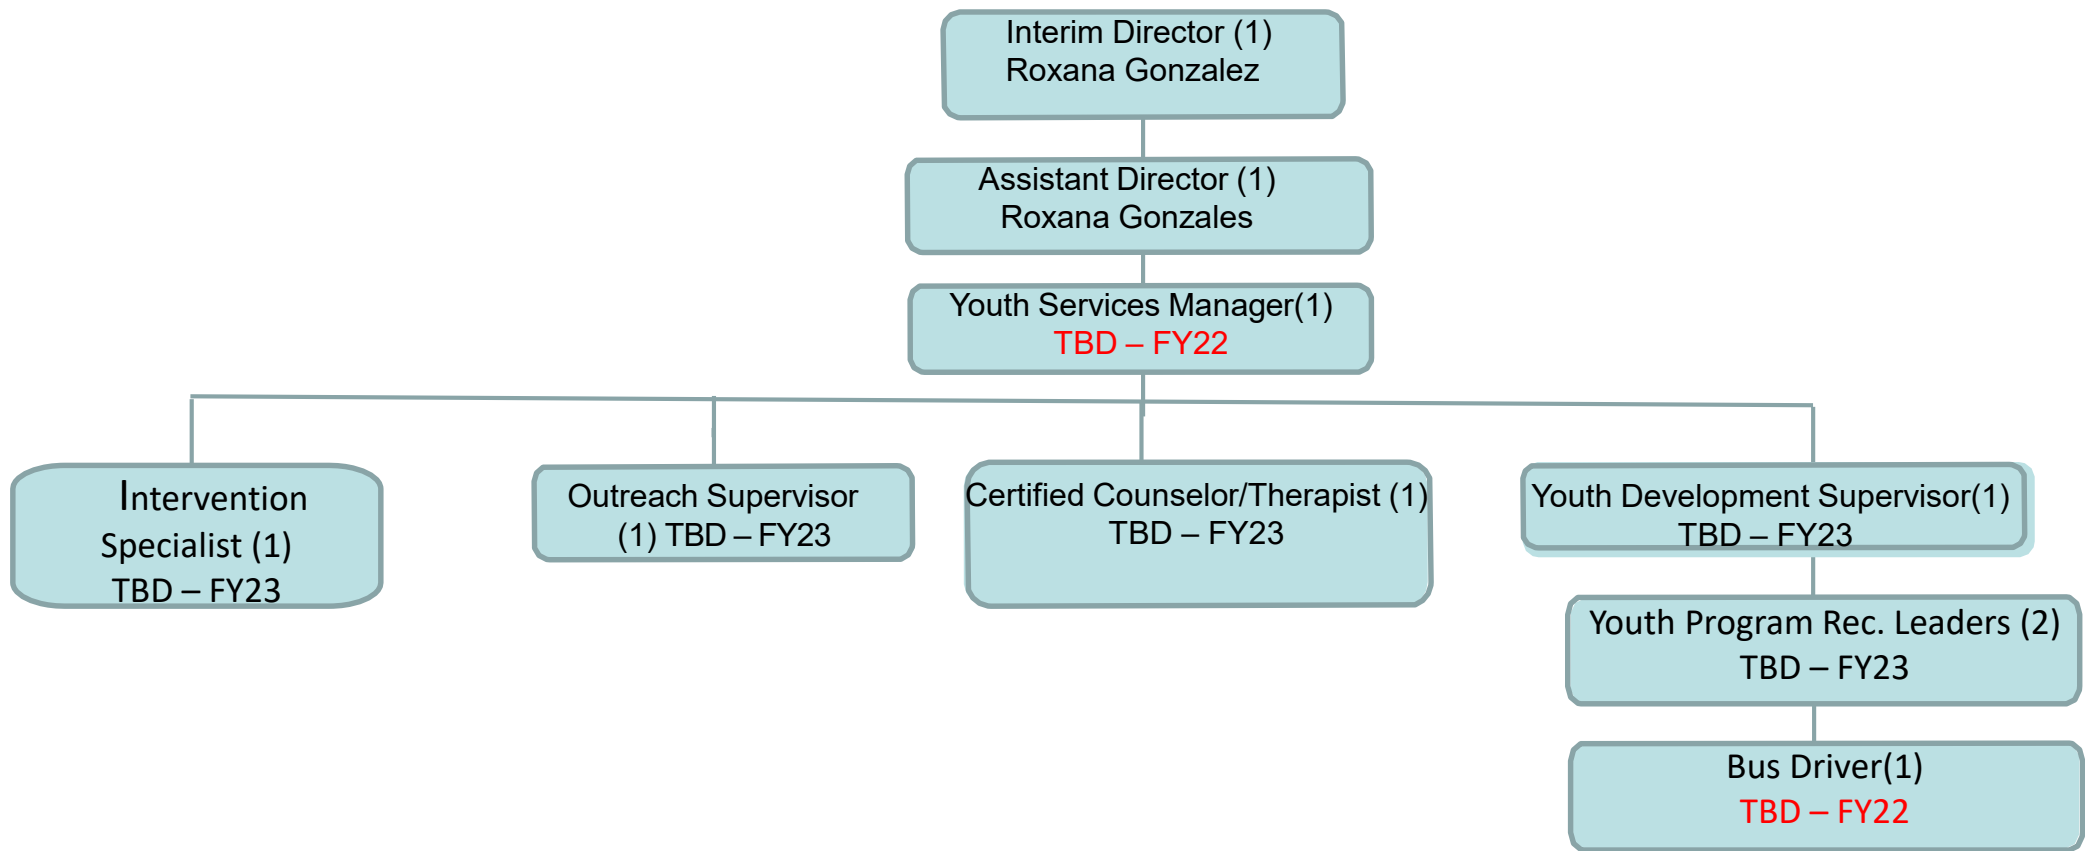 Interim Director (1)
Roxana Gonzalez
Assistant Director (1)
Roxana Gonzales
Youth Services Manager(1)
TBD – FY22
Intervention
Specialist (1)
TBD – FY23
Outreach Supervisor
(1) TBD – FY23
Certified Counselor/Therapist (1)
TBD – FY23
Youth Development Supervisor(1)
TBD – FY23
Youth Program Rec. Leaders (2)
TBD – FY23
Bus Driver(1)
TBD – FY22